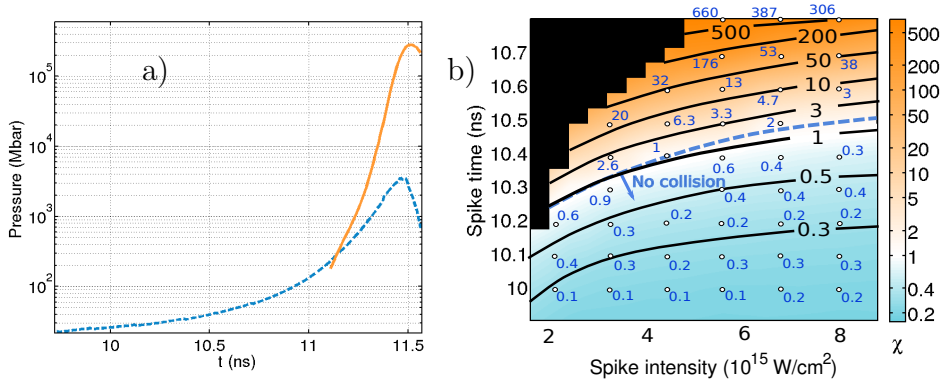 a)
Pressure (Mbar)
10^5
10^4
10^3
10^2
10
10.5
11
11.5
t (ns)
b)
Spike time (ns)
10.7
10.6
10.5
10.4
10.3
10.2
10.1
10
660 387 306
500 200
176 53
50 38
32 13
10
20 6.3 3.3 4.7 3
3
1 2
1
2.6 0.6 0.4 0.3
No collision
0.9 0.5
0.4 0.4 0.4
0.6 0.2 0.2 0.2
0.3 0.3
0.4 0.3 0.2 0.3 0.3
0.1 0.1 0.1 0.2 0.2
2 4 6 8
Spike intensity (10^15 W/cm^2)
500
200
100
50
20
10
5
2
1
0.4
0.2
χ